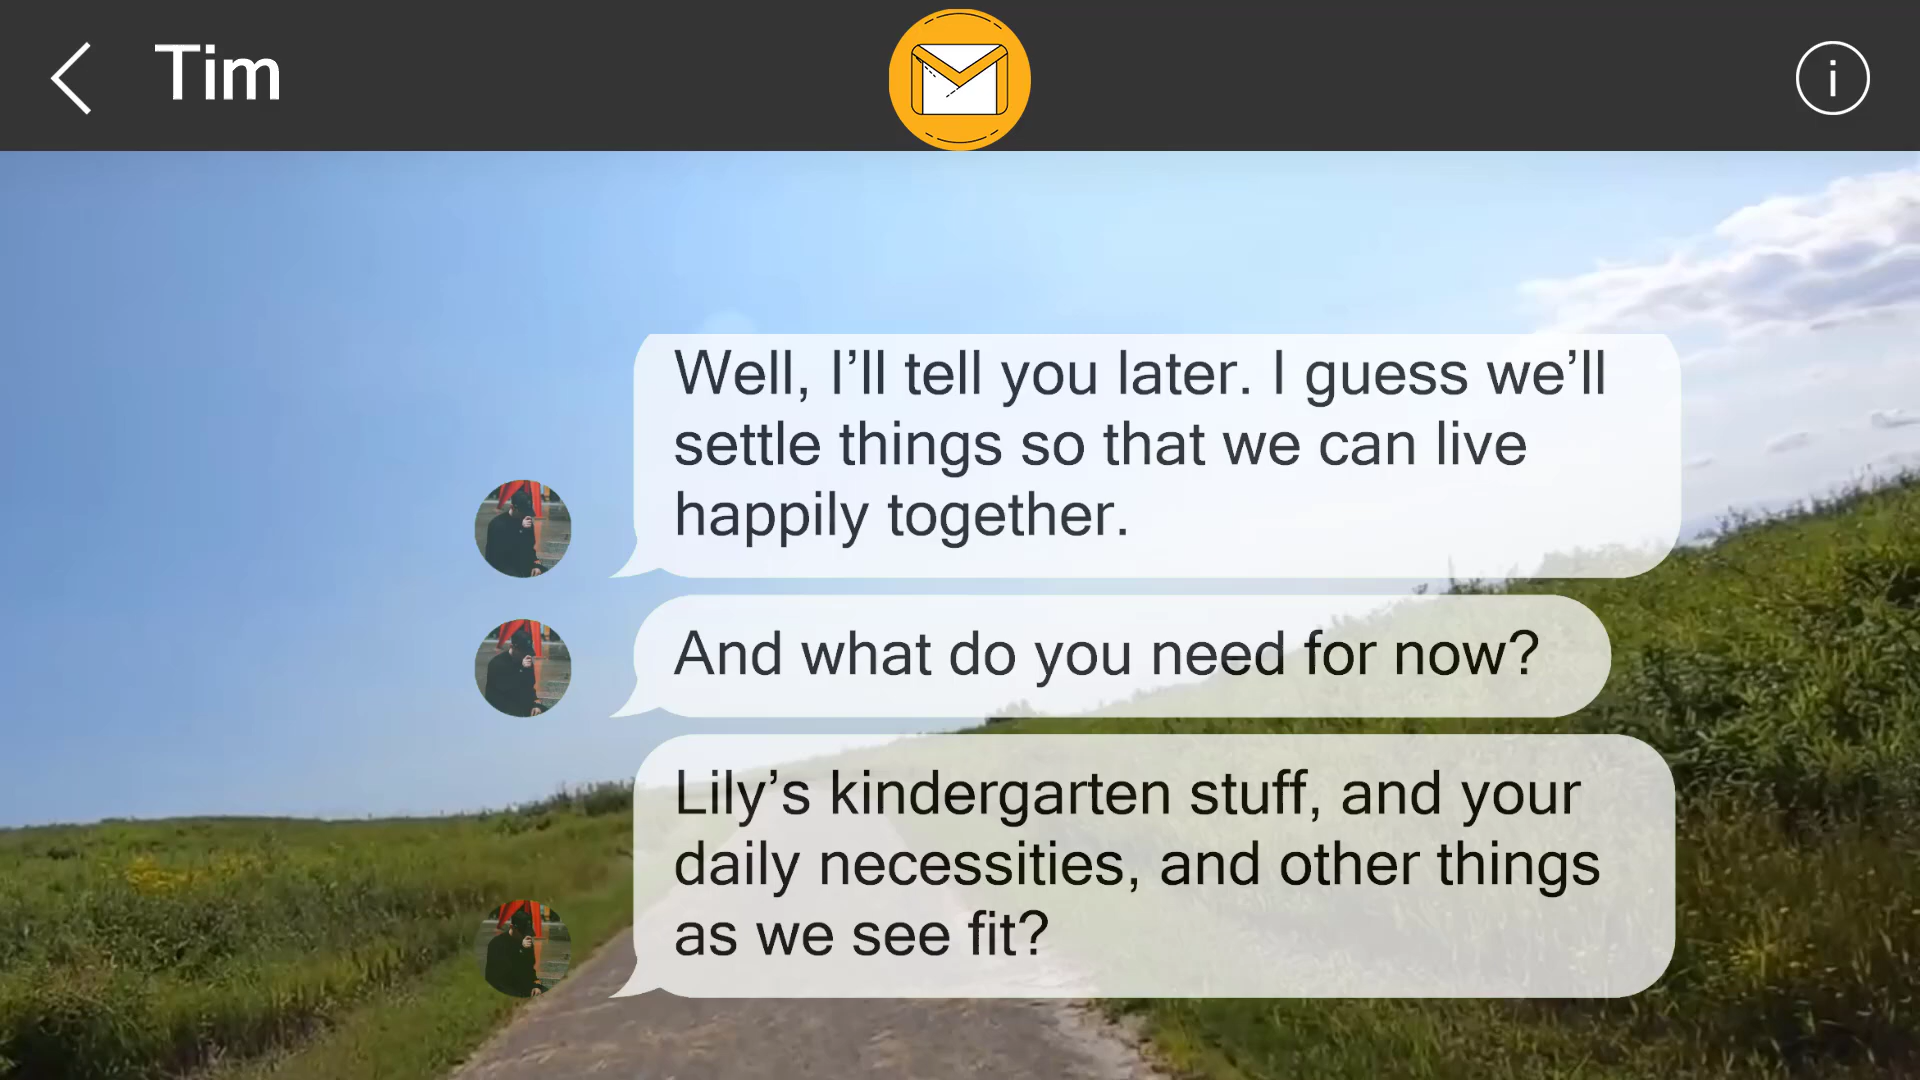 Tim
Well, I’ll tell you later. I guess we’ll
settle things so that we can live
happily together.
And what do you need for now?
Lily’s kindergarten stuff, and your
daily necessities, and other things
as we see fit?